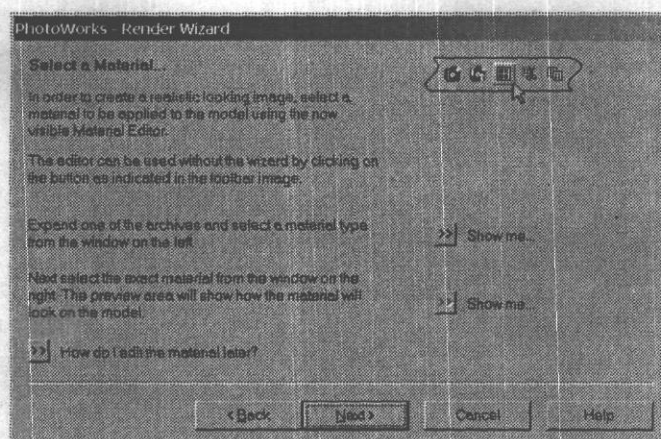 PhotoWorks - Render Wizard
Select a Material...
In order to create a realistic looking image, select a
material to be applied to the model using the now
visible Material Editor.
The editor can be used without the wizard by clicking on
the button as indicated in the toolbar image.
Expand one of the archives and select a material type
from the window on the left.
>> Show me...
Next select the exact material from the window on the
right. The preview area will show how the material will
look on the model.
>> Show me...
>> How do I edit the material later?
< Back
Next >
Cancel
Help